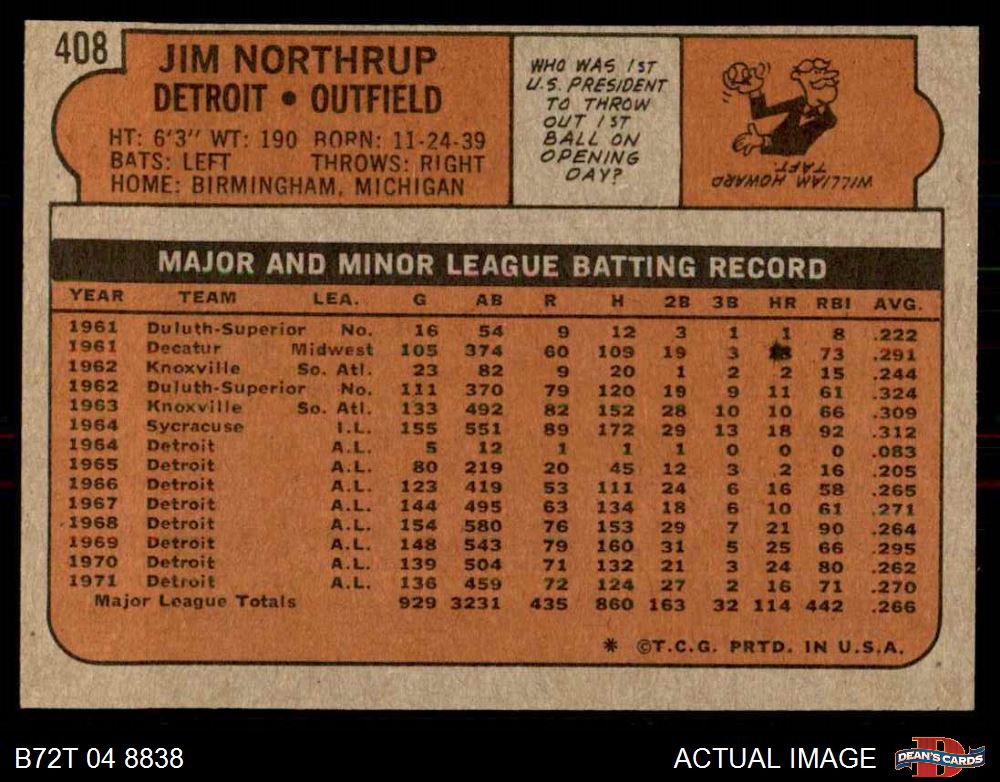 408
JIM NORTHRUP
DETROIT • OUTFIELD
HT: 6'3" WT: 190 BORN: 11-24-39
BATS: LEFT THROWS: RIGHT
HOME: BIRMINGHAM, MICHIGAN
WHO WAS 1ST
U.S. PRESIDENT
TO THROW
OUT 1ST
BALL ON
OPENING
DAY?
WILLIAM HOWARD
TAFT
MAJOR AND MINOR LEAGUE BATTING RECORD
YEAR TEAM LEA. G AB R H 2B 3B HR RBI AVG.
1961 Duluth-Superior No. 16 54 9 12 3 1 1 8 .222
1961 Decatur Midwest 105 374 60 109 19 3 73 .291
1962 Knoxville So. Atl. 23 82 9 20 1 2 2 15 .244
1962 Duluth-Superior No. 111 370 79 120 19 9 11 61 .324
1963 Knoxville So. Atl. 133 492 82 152 28 10 10 66 .309
1964 Sycracuse I.L. 155 551 89 172 29 13 18 92 .312
1964 Detroit A.L. 5 12 1 1 1 0 0 0 .083
1965 Detroit A.L. 80 219 20 45 12 3 2 16 .205
1966 Detroit A.L. 123 419 53 111 24 6 16 58 .265
1967 Detroit A.L. 144 495 63 134 18 6 10 61 .271
1968 Detroit A.L. 154 580 76 153 29 7 21 90 .264
1969 Detroit A.L. 148 543 79 160 31 5 25 66 .295
1970 Detroit A.L. 139 504 71 132 21 3 24 80 .262
1971 Detroit A.L. 136 459 72 124 27 2 16 71 .270
Major League Totals 929 3231 435 860 163 32 114 442 .266
* ©T.C.G. PRTD. IN U.S.A.
B72T 04 8838
ACTUAL IMAGE
D
DEAN'S CARDS